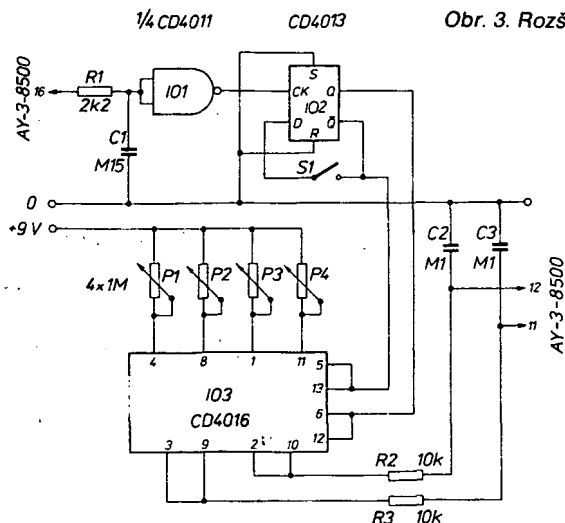 1/4 CD4011
CD4013
Obr. 3. Rozš
AY-3-8500
16
R1
2k2
IO1
C1
M15
S
CK
Q
IO2
D
Q̄
R
S1
0
+9 V
C2
M1
C3
M1
12
11
AY-3-8500
4x1M
P1
P2
P3
P4
4
8
1
11
5
13
IO3
CD4016
6
12
3
9
2
10
R2
10k
R3
10k